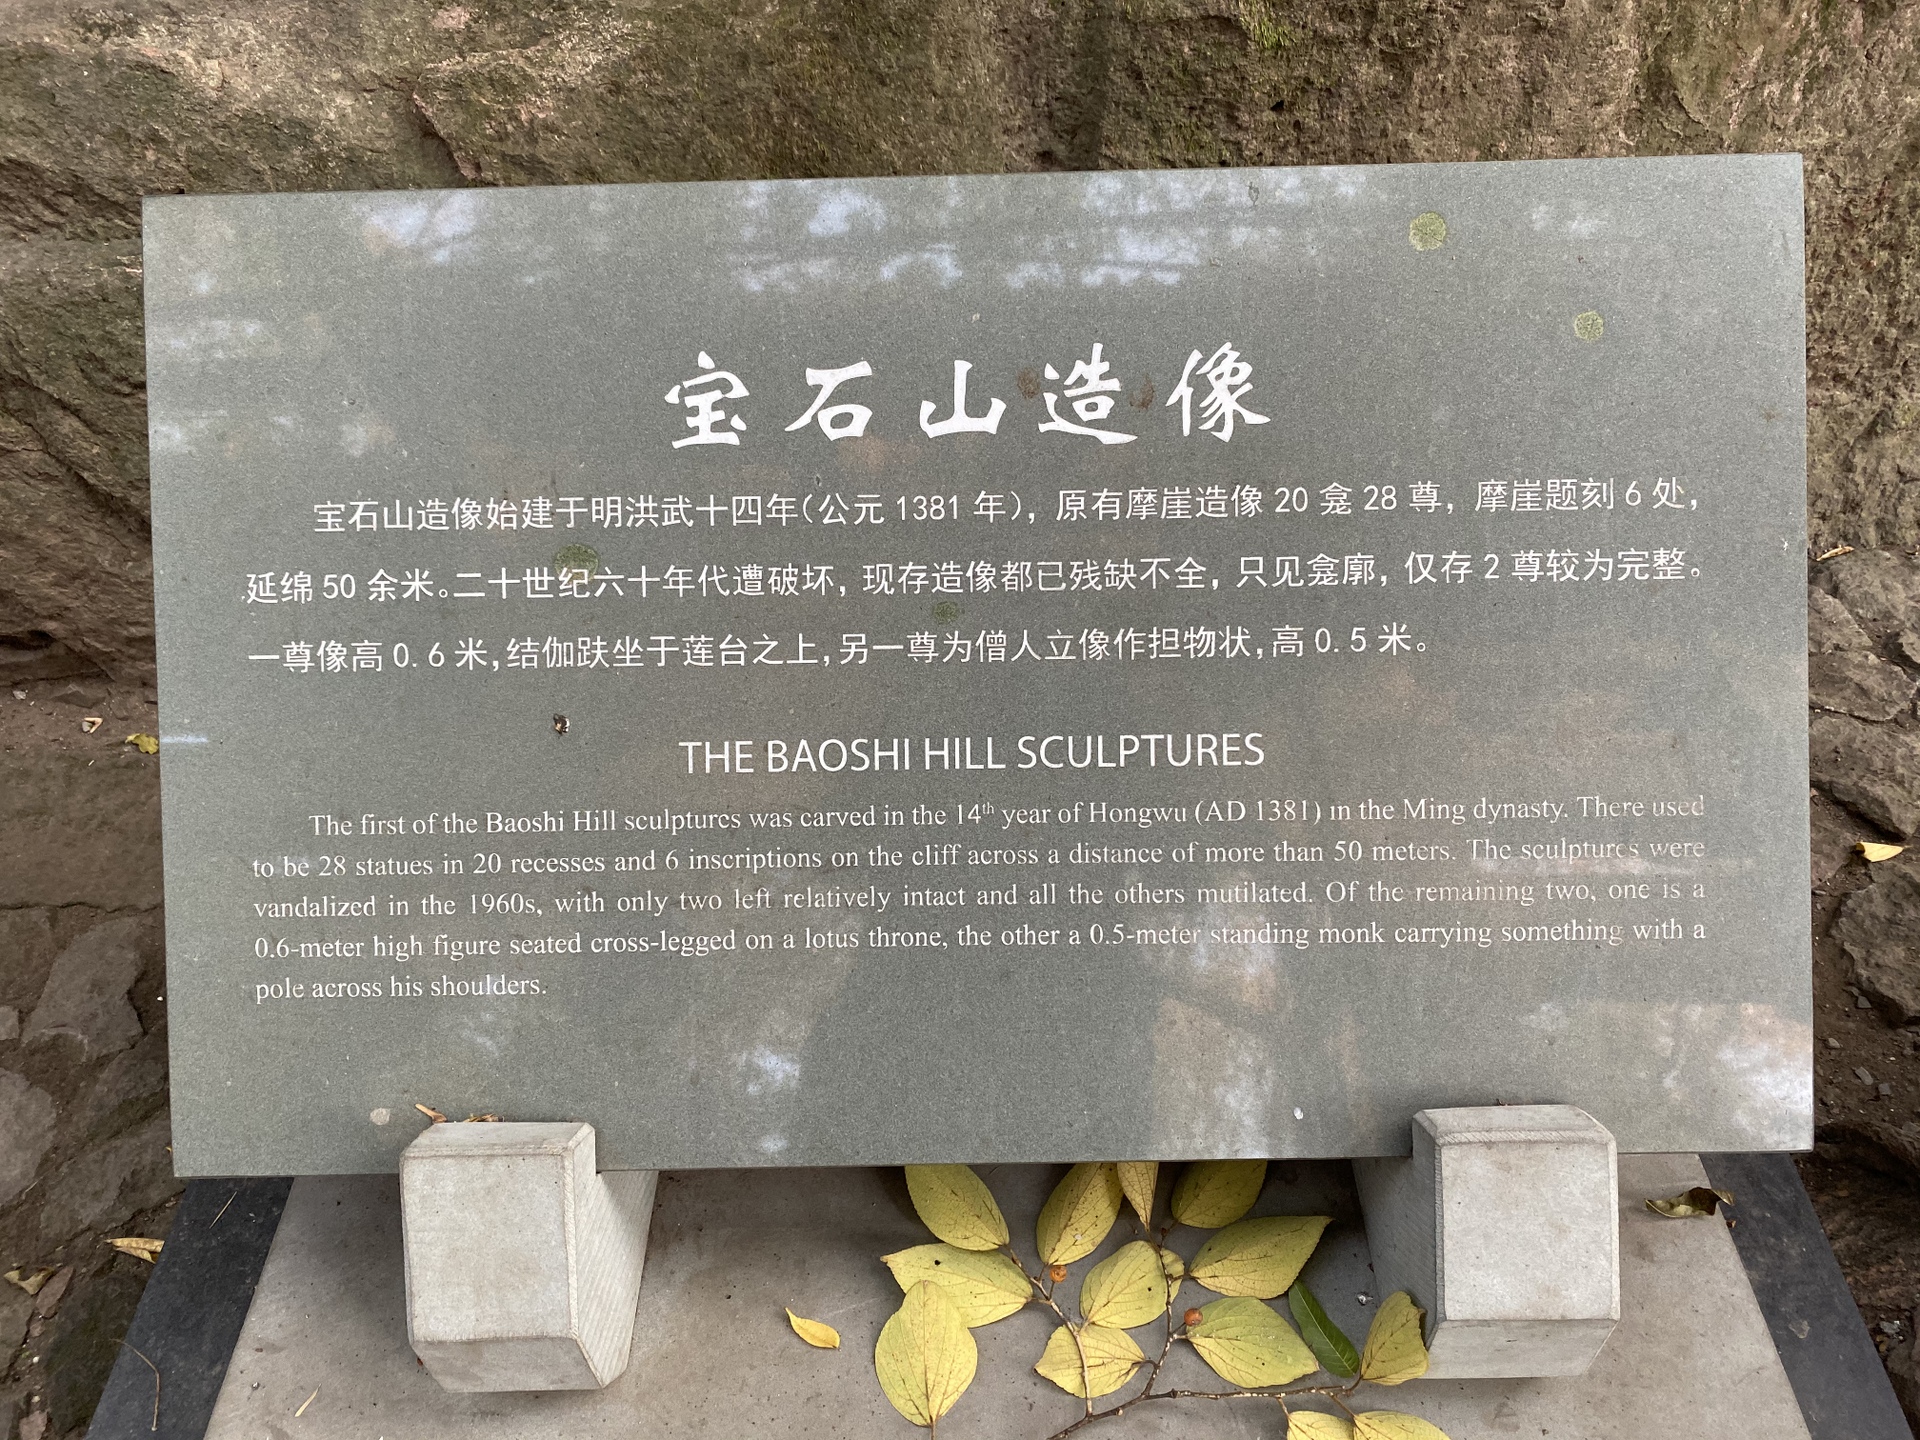 宝石山造像
宝石山造像始建于明洪武十四年（公元1381年），原有摩崖造像20龛28尊，摩崖题刻6处，
延绵50余米。二十世纪六十年代遭破坏，现存造像都已残缺不全，只见龛廓，仅存2尊较为完整。
一尊像高0.6米，结伽趺坐于莲台之上，另一尊为僧人立像作担物状，高0.5米。
THE BAOSHI HILL SCULPTURES
The first of the Baoshi Hill sculptures was carved in the 14th year of Hongwu (AD 1381) in the Ming dynasty. There used
to be 28 statues in 20 recesses and 6 inscriptions on the cliff across a distance of more than 50 meters. The sculptures were
vandalized in the 1960s, with only two left relatively intact and all the others mutilated. Of the remaining two, one is a
0.6-meter high figure seated cross-legged on a lotus throne, the other a 0.5-meter standing monk carrying something with a
pole across his shoulders.